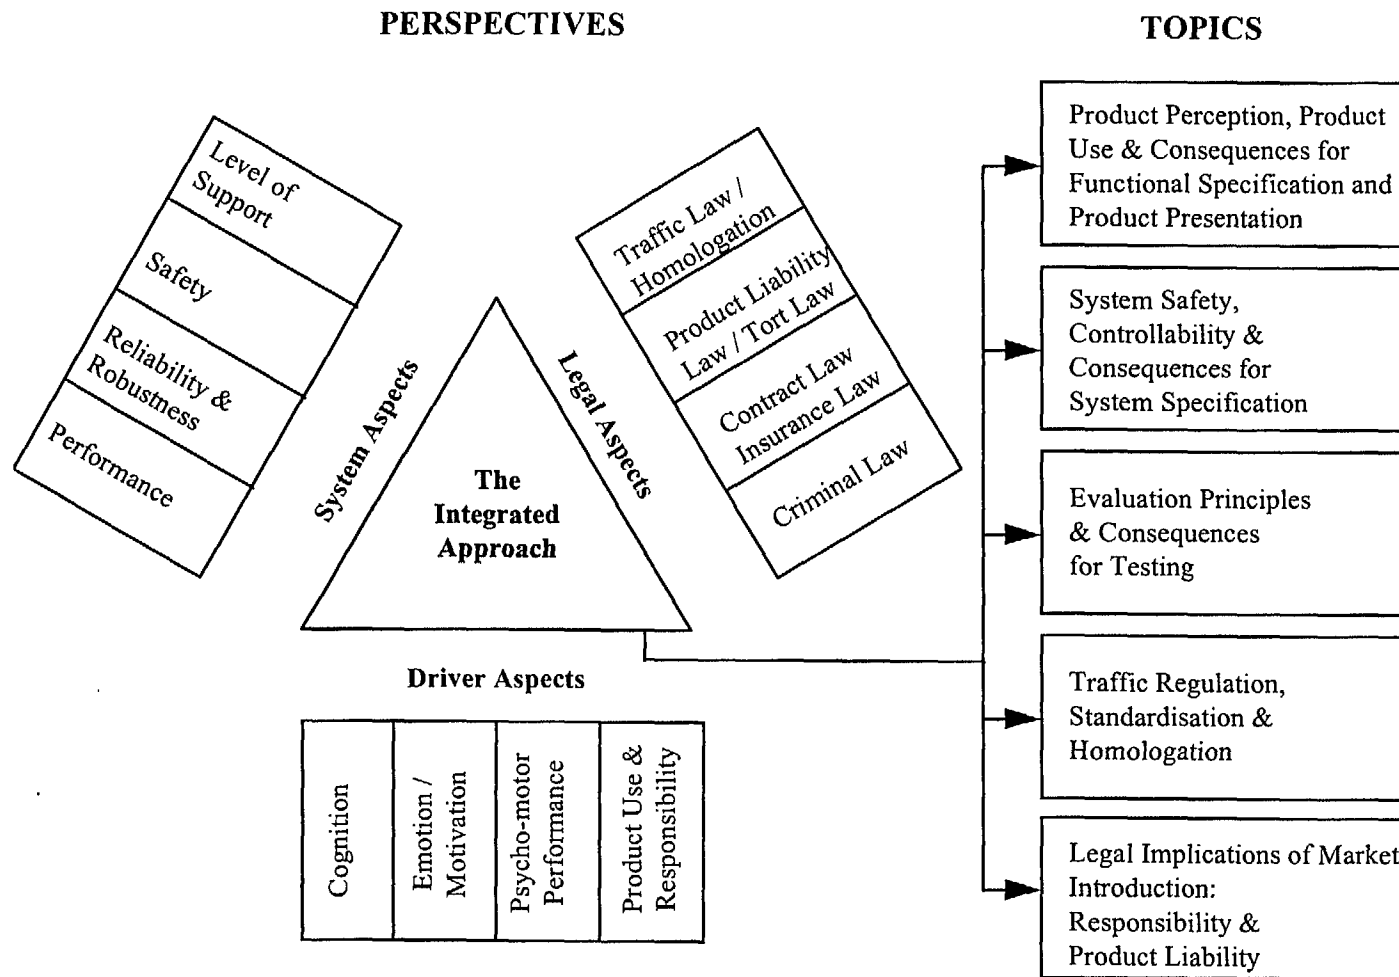 PERSPECTIVES
TOPICS
Level of
Support
Safety
Reliability &
Robustness
Performance
System Aspects
The
Integrated
Approach
Legal Aspects
Traffic Law /
Homologation
Product Liability
Law / Tort Law
Contract Law
Insurance Law
Criminal Law
Driver Aspects
Cognition
Emotion /
Motivation
Psycho-motor
Performance
Product Use &
Responsibility
Product Perception, Product
Use & Consequences for
Functional Specification and
Product Presentation
System Safety,
Controllability &
Consequences for
System Specification
Evaluation Principles
& Consequences
for Testing
Traffic Regulation,
Standardisation &
Homologation
Legal Implications of Market
Introduction:
Responsibility &
Product Liability